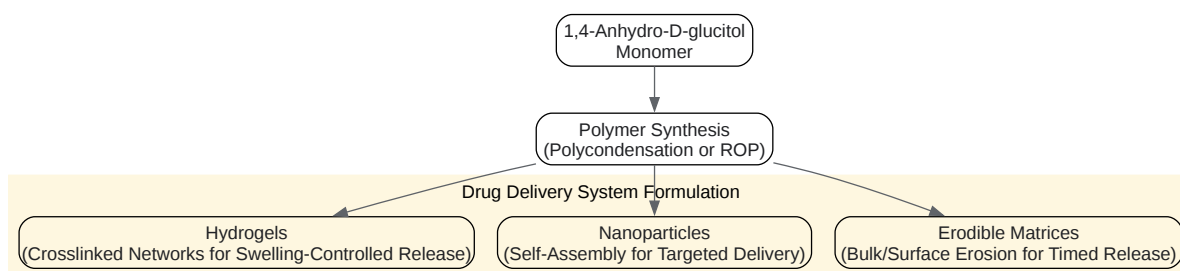 1,4-Anhydro-D-glucitol
Monomer
Polymer Synthesis
(Polycondensation or ROP)
Drug Delivery System Formulation
Hydrogels
(Crosslinked Networks for Swelling-Controlled Release)
Nanoparticles
(Self-Assembly for Targeted Delivery)
Erodible Matrices
(Bulk/Surface Erosion for Timed Release)